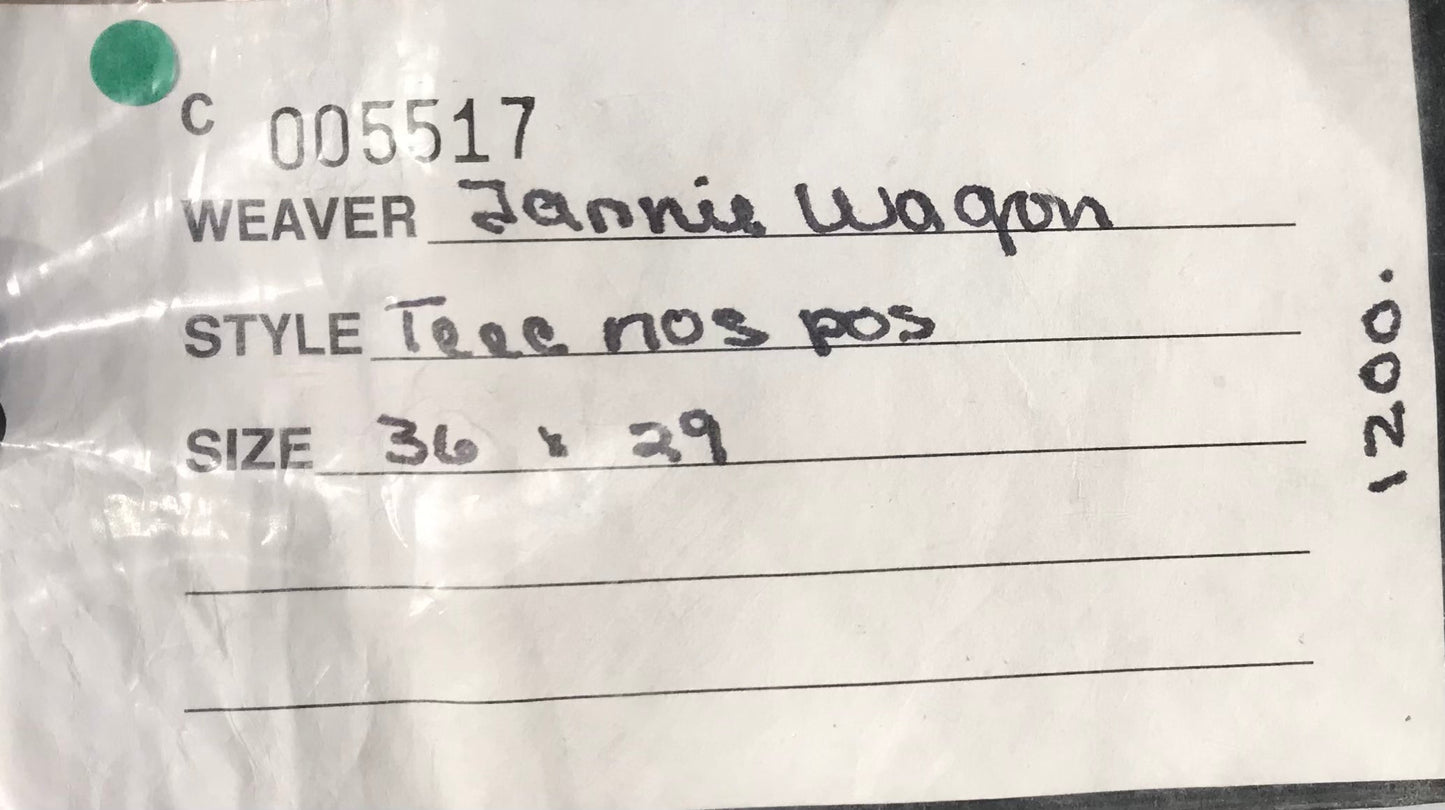 C 005517
WEAVER Jannie Wagon
STYLE Teec nos pos
SIZE 36 x 29
1200.